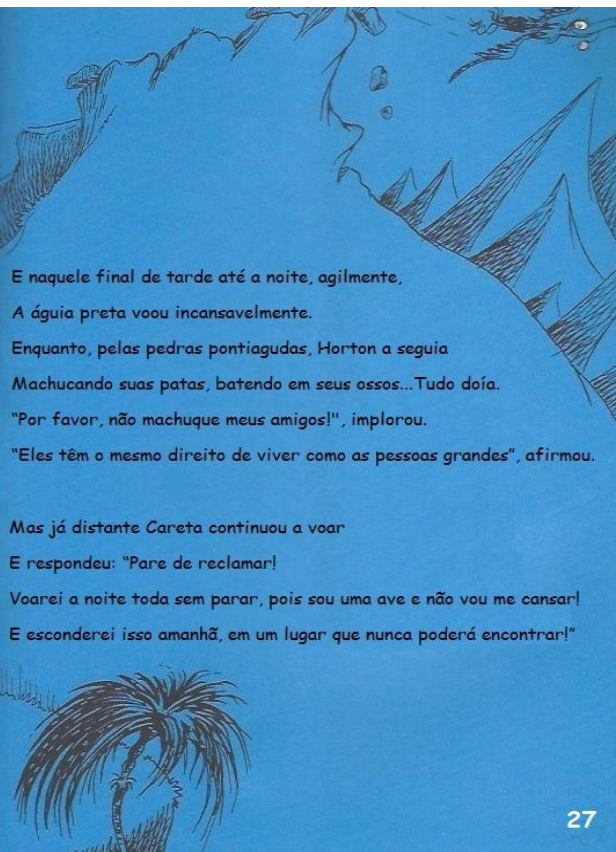 E naquele final de tarde até a noite, agilmente,
A águia preta voou incansavelmente.
Enquanto, pelas pedras pontiagudas, Horton a seguia
Machucando suas patas, batendo em seus ossos...Tudo doía.
“Por favor, não machuque meus amigos!", implorou.
“Eles têm o mesmo direito de viver como as pessoas grandes”, afirmou.
Mas já distante Careta continuou a voar
E respondeu: “Pare de reclamar!
Voarei a noite toda sem parar, pois sou uma ave e não vou me cansar!
E esconderei isso amanhã, em um lugar que nunca poderá encontrar!”
27